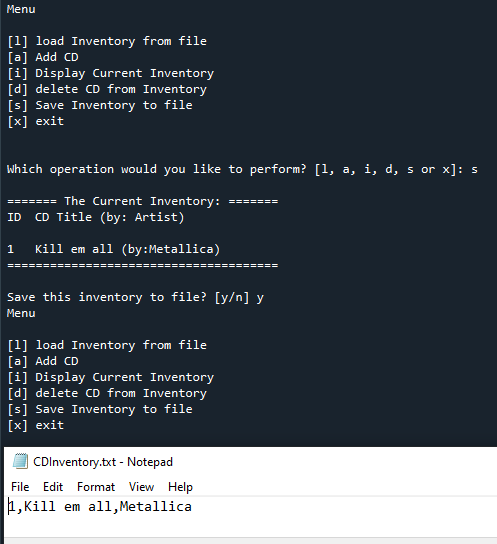 Menu
[l] load Inventory from file
[a] Add CD
[i] Display Current Inventory
[d] delete CD from Inventory
[s] Save Inventory to file
[x] exit
Which operation would you like to perform? [l, a, i, d, s or x]: s
======= The Current Inventory: =======
ID  CD Title (by: Artist)
1   Kill em all (by:Metallica)
======================================
Save this inventory to file? [y/n] y
Menu
[l] load Inventory from file
[a] Add CD
[i] Display Current Inventory
[d] delete CD from Inventory
[s] Save Inventory to file
[x] exit
CDInventory.txt - Notepad
File Edit Format View Help
1,Kill em all,Metallica